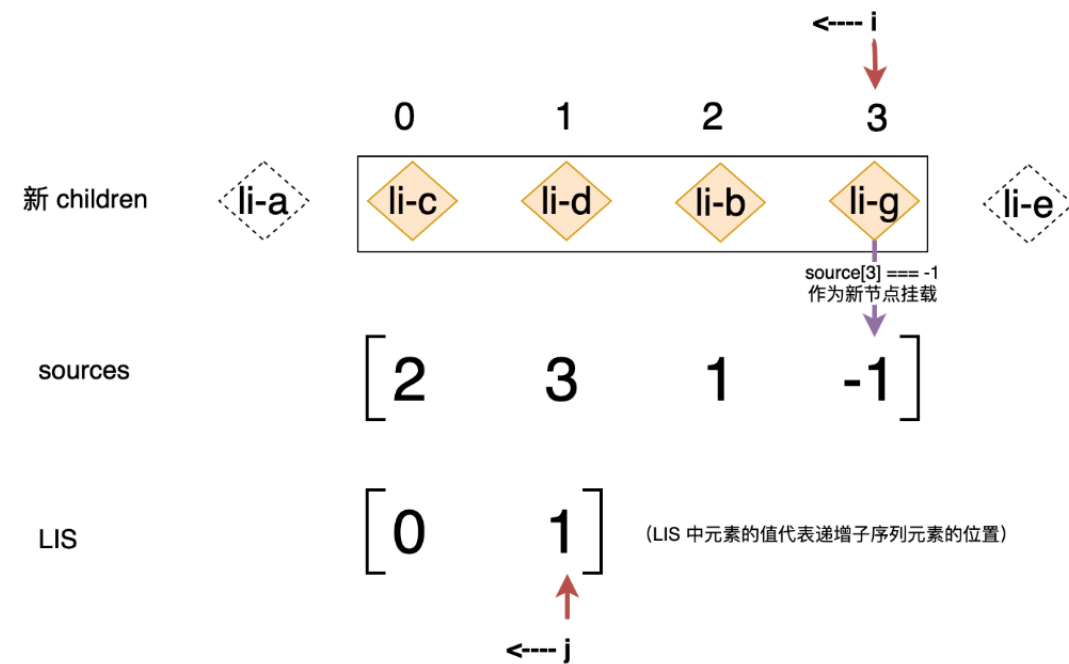 <---- i
0 1 2 3
新 children li-a li-c li-d li-b li-g li-e
source[3] === -1
作为新节点挂载
sources [2 3 1 -1]
LIS [0 1] （LIS 中元素的值代表递增子序列元素的位置）
<---- j